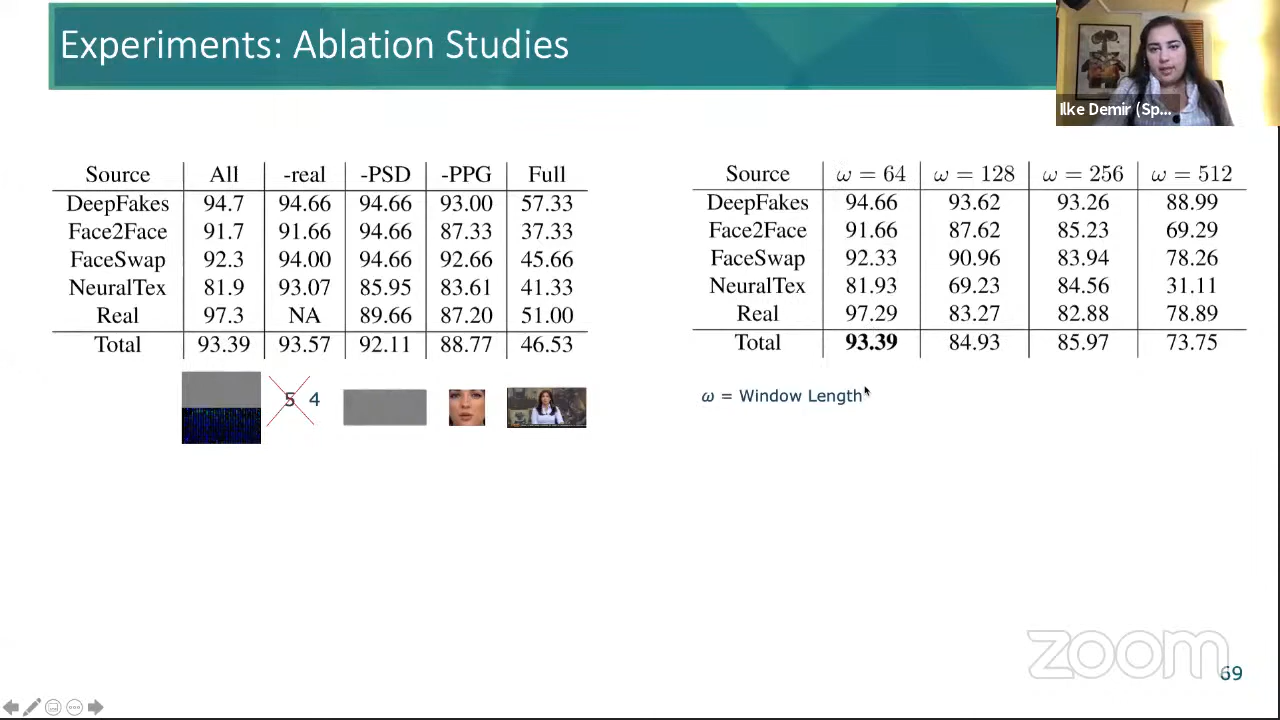 Experiments: Ablation Studies
Ilke Demir (Sp...
Source All -real -PSD -PPG Full
DeepFakes 94.7 94.66 94.66 93.00 57.33
Face2Face 91.7 91.66 94.66 87.33 37.33
FaceSwap 92.3 94.00 94.66 92.66 45.66
NeuralTex 81.9 93.07 85.95 83.61 41.33
Real 97.3 NA 89.66 87.20 51.00
Total 93.39 93.57 92.11 88.77 46.53
5 4
Source ω = 64 ω = 128 ω = 256 ω = 512
DeepFakes 94.66 93.62 93.26 88.99
Face2Face 91.66 87.62 85.23 69.29
FaceSwap 92.33 90.96 83.94 78.26
NeuralTex 81.93 69.23 84.56 31.11
Real 97.29 83.27 82.88 78.89
Total 93.39 84.93 85.97 73.75
ω = Window Length
zoom
69